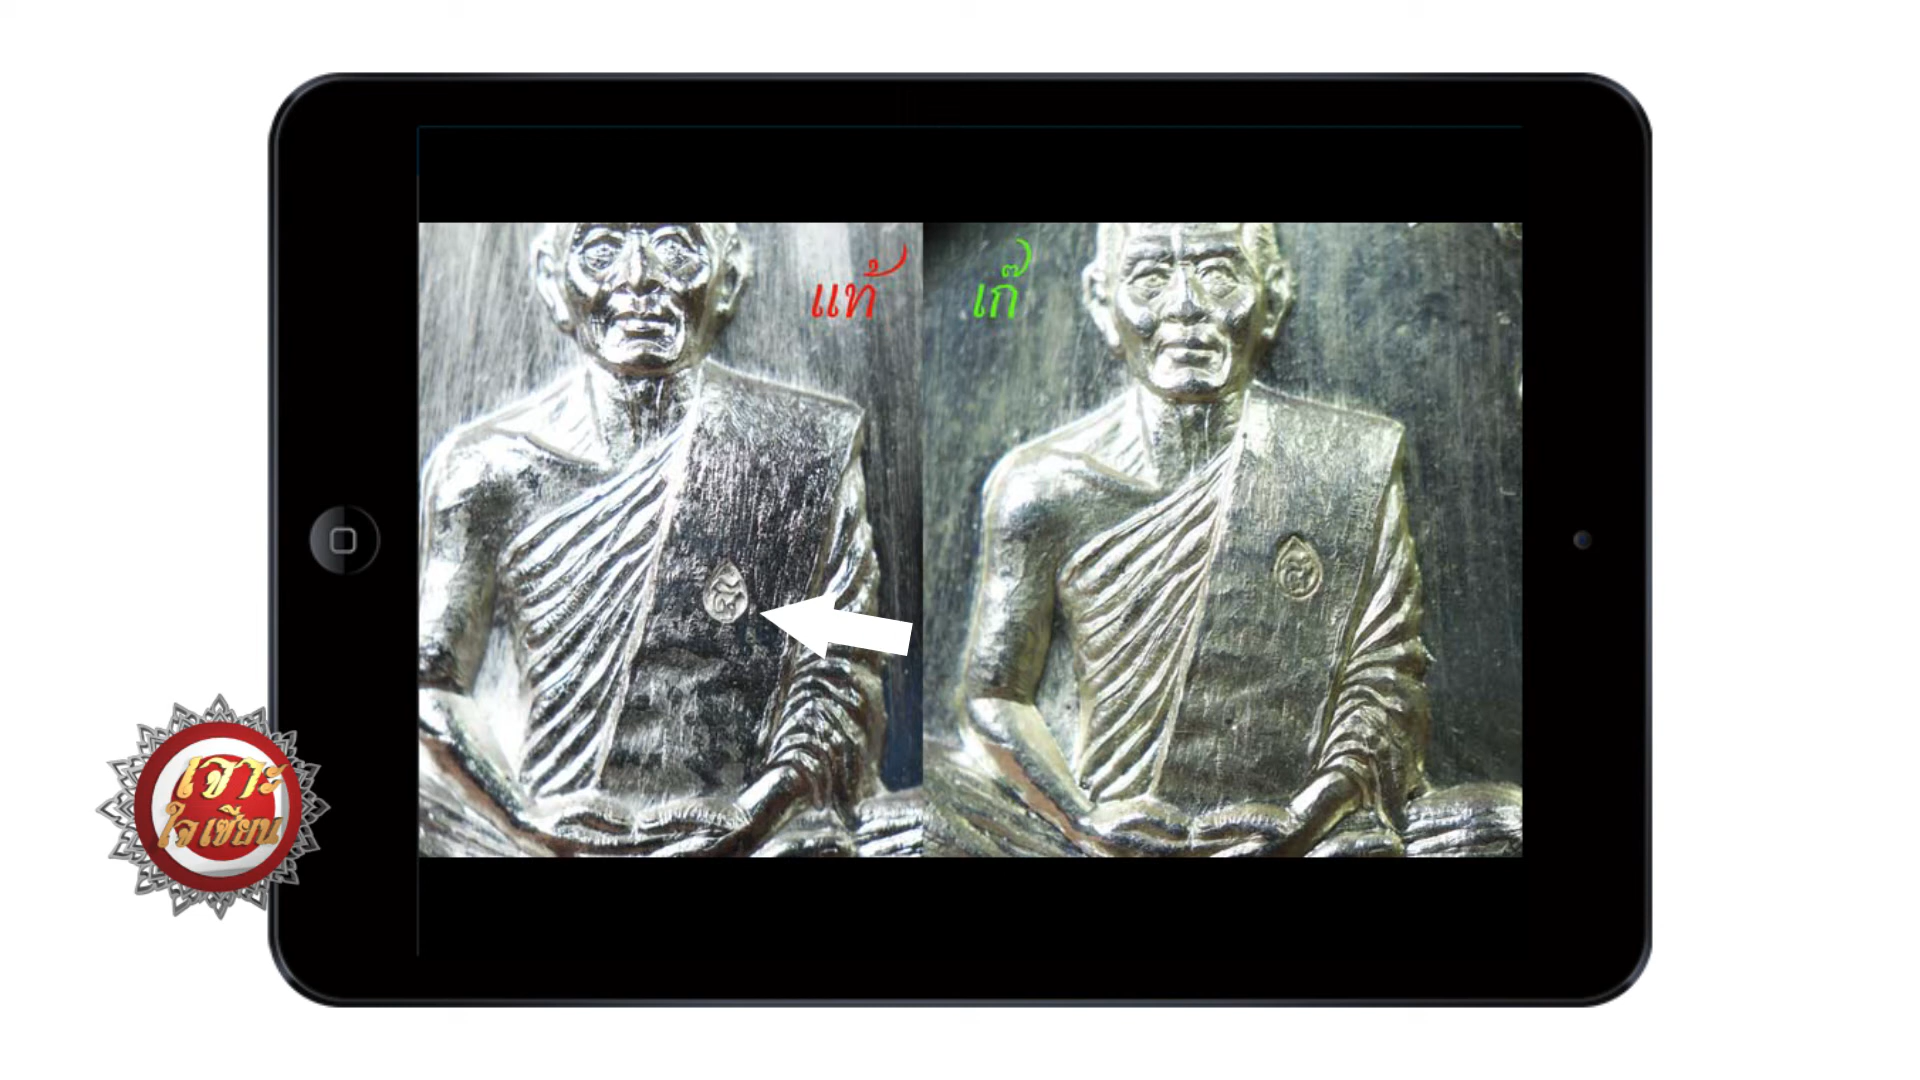 แท้
เก๊
เจาะ
ใจเซียน